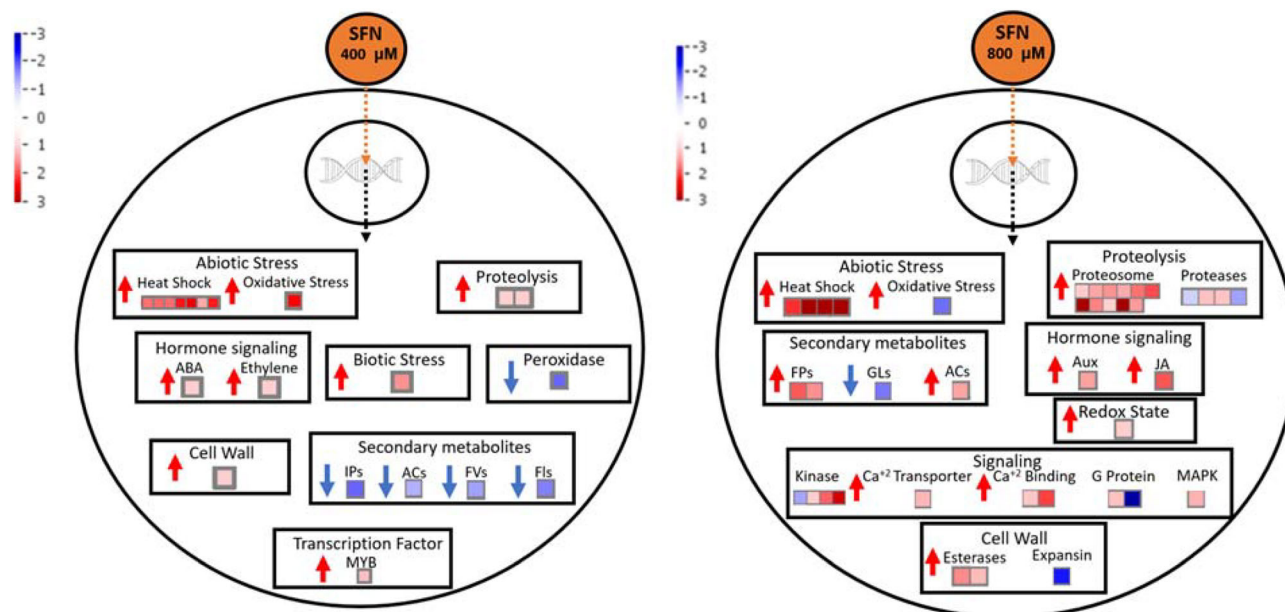 SFN
400 µM
-3
-2
-1
0
1
2
3
Abiotic Stress
Heat Shock
Oxidative Stress
Proteolysis
Hormone signaling
ABA
Ethylene
Biotic Stress
Peroxidase
Cell Wall
Secondary metabolites
IPs
ACs
FVs
Fls
Transcription Factor
MYB
SFN
800 µM
-3
-2
-1
0
1
2
3
Abiotic Stress
Heat Shock
Oxidative Stress
Proteolysis
Proteosome
Proteases
Secondary metabolites
FPs
GLs
ACs
Hormone signaling
Aux
JA
Redox State
Signaling
Kinase
Ca+2 Transporter
Ca+2 Binding
G Protein
MAPK
Cell Wall
Esterases
Expansin